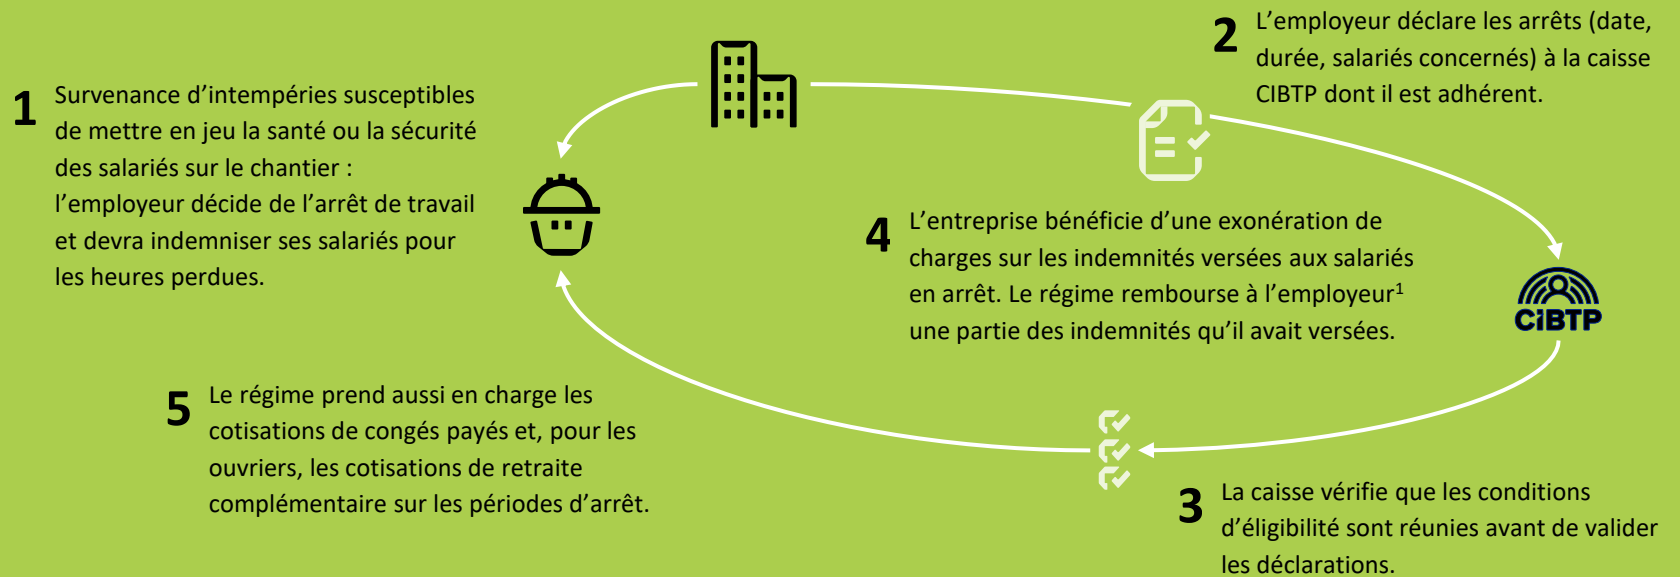 1
Survenance d’intempéries susceptibles
de mettre en jeu la santé ou la sécurité
des salariés sur le chantier :
l’employeur décide de l’arrêt de travail
et devra indemniser ses salariés pour
les heures perdues.
2
L’employeur déclare les arrêts (date,
durée, salariés concernés) à la caisse
CIBTP dont il est adhérent.
CiBTP
3
La caisse vérifie que les conditions
d’éligibilité sont réunies avant de valider
les déclarations.
4
L’entreprise bénéficie d’une exonération de
charges sur les indemnités versées aux salariés
en arrêt. Le régime rembourse à l’employeur¹
une partie des indemnités qu’il avait versées.
5
Le régime prend aussi en charge les
cotisations de congés payés et, pour les
ouvriers, les cotisations de retraite
complémentaire sur les périodes d’arrêt.